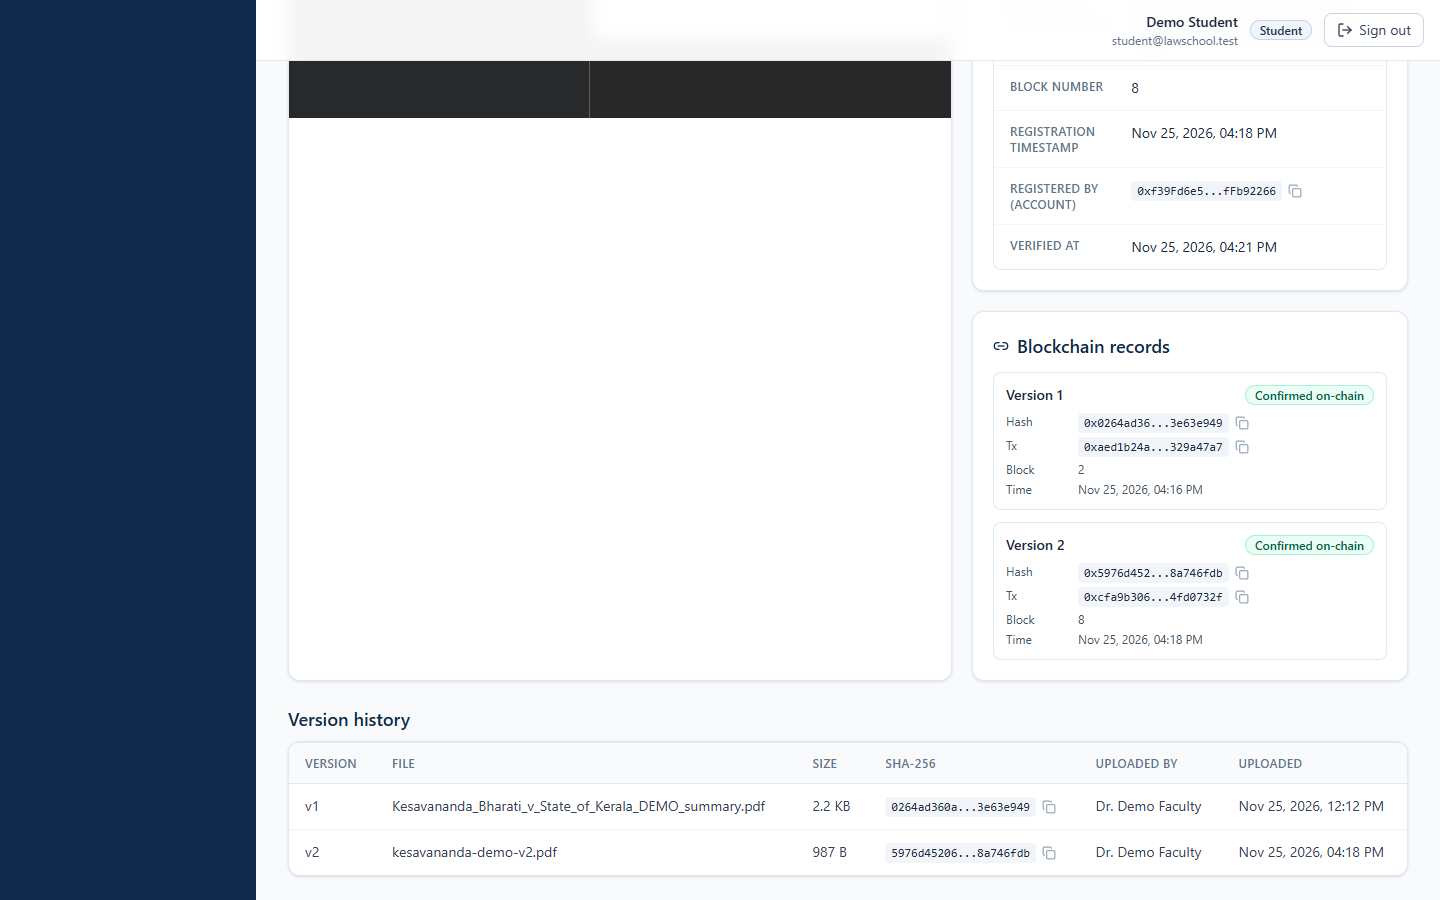 Demo Student
student@lawschool.test
Student
Sign out
BLOCK NUMBER
8
REGISTRATION
TIMESTAMP
Nov 25, 2026, 04:18 PM
REGISTERED BY
(ACCOUNT)
0xf39Fd6e5...fFb92266
VERIFIED AT
Nov 25, 2026, 04:21 PM
Blockchain records
Version 1
Confirmed on-chain
Hash
0x0264ad36...3e63e949
Tx
0xaed1b24a...329a47a7
Block
2
Time
Nov 25, 2026, 04:16 PM
Version 2
Confirmed on-chain
Hash
0x5976d452...8a746fdb
Tx
0xcfa9b306...4fd0732f
Block
8
Time
Nov 25, 2026, 04:18 PM
Version history
VERSION FILE SIZE SHA-256 UPLOADED BY UPLOADED
v1 Kesavananda_Bharati_v_State_of_Kerala_DEMO_summary.pdf 2.2 KB 0264ad360a...3e63e949 Dr. Demo Faculty Nov 25, 2026, 12:12 PM
v2 kesavananda-demo-v2.pdf 987 B 5976d45206...8a746fdb Dr. Demo Faculty Nov 25, 2026, 04:18 PM